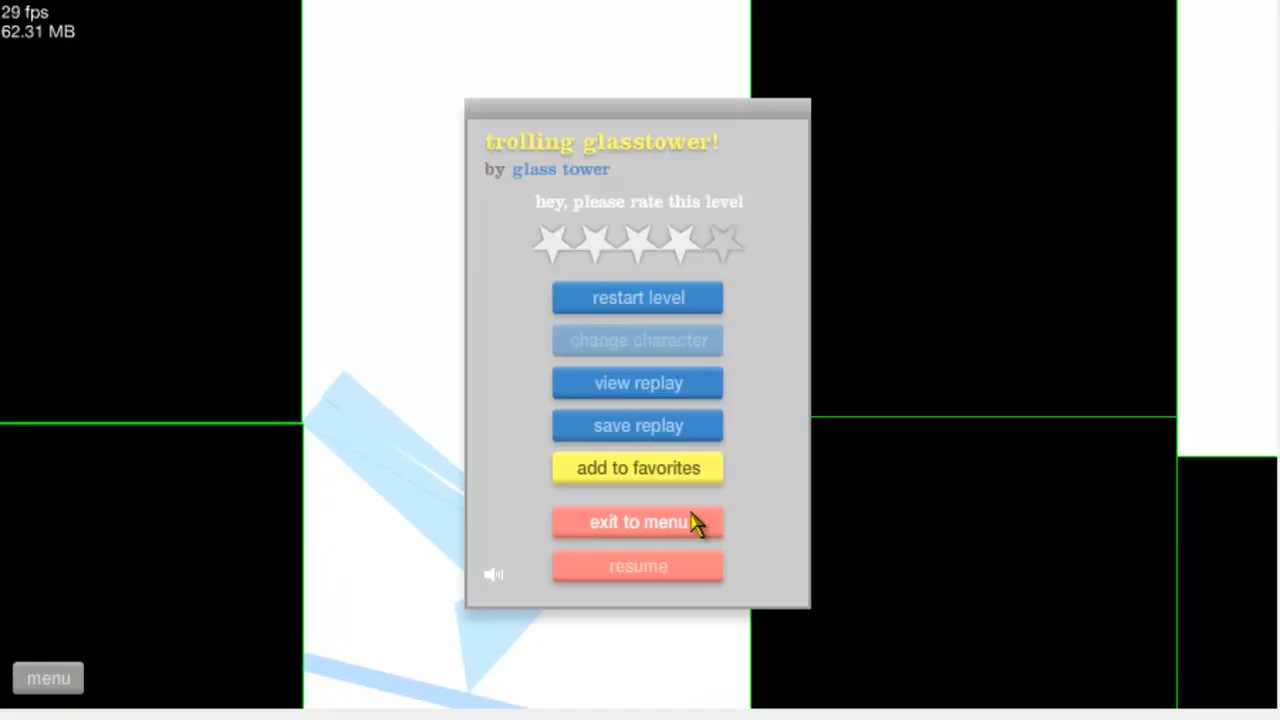 29 fps
62.31 MB
trolling glasstower!
by glass tower
hey, please rate this level
restart level
change character
view replay
save replay
add to favorites
exit to menu
resume
menu